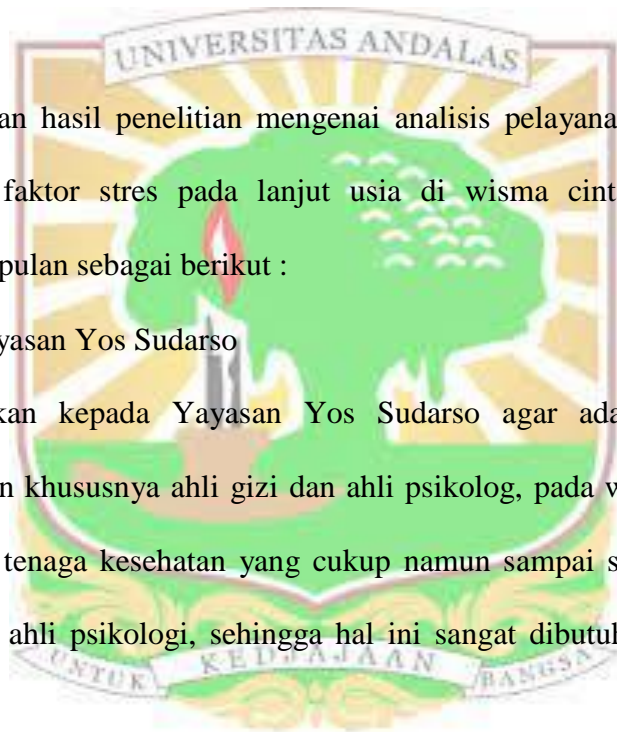 UNIVERSITAS ANDALAS
an hasil penelitian mengenai analisis pelayana
faktor stres pada lanjut usia di wisma cint
pulan sebagai berikut :
yasan Yos Sudarso
kan kepada Yayasan Yos Sudarso agar ada
n khususnya ahli gizi dan ahli psikolog, pada w
tenaga kesehatan yang cukup namun sampai s
ahli psikologi, sehingga hal ini sangat dibutuh
UNTUK KEDJAJAAN BANGSA